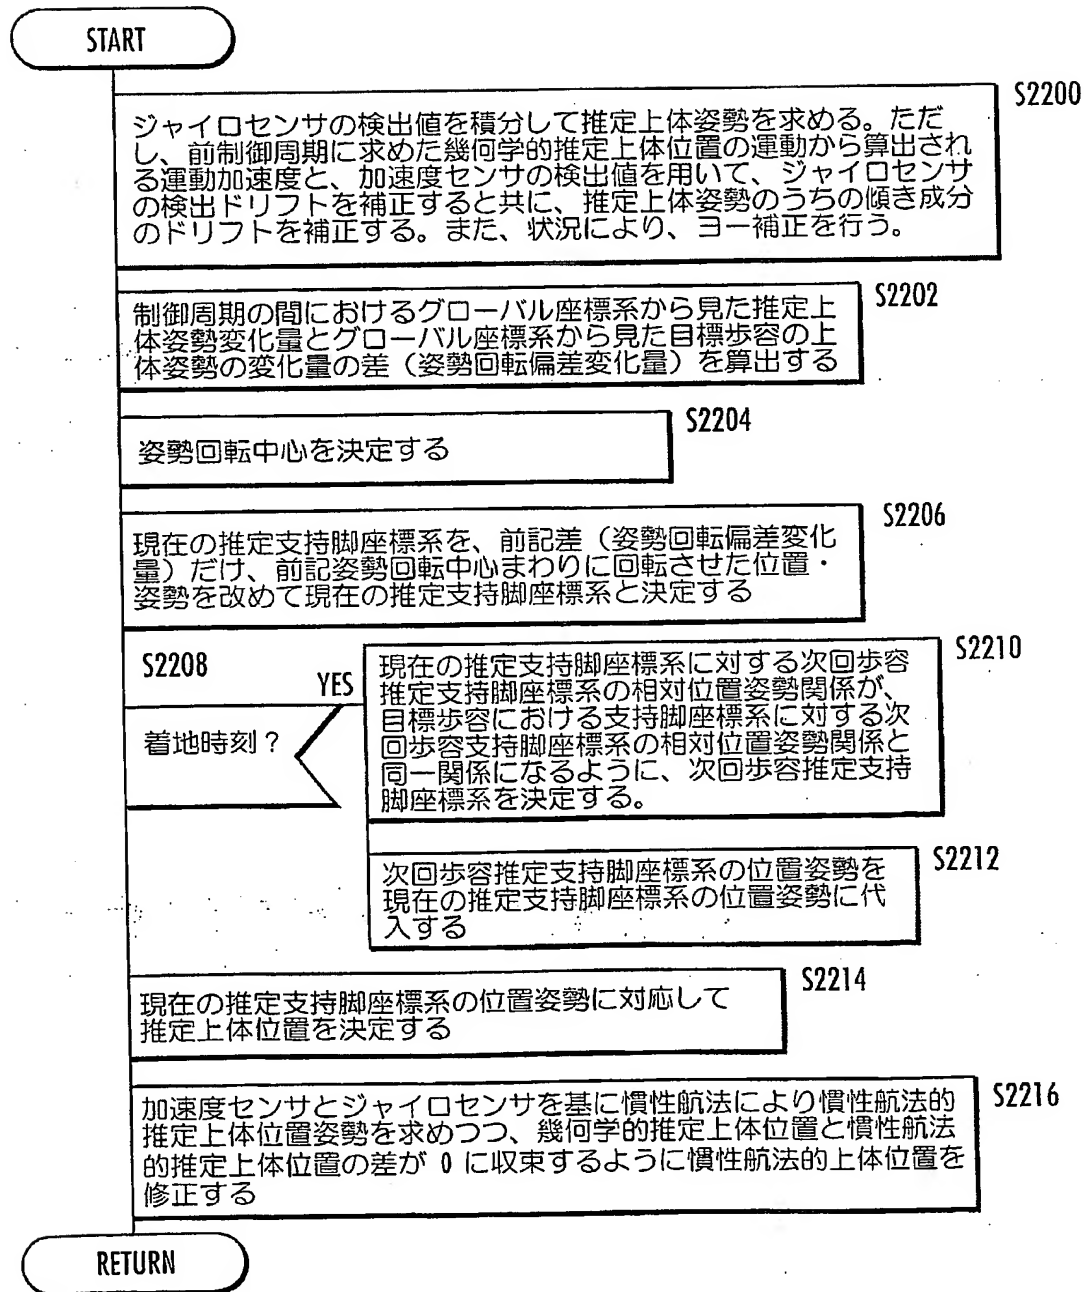 START
S2200
ジャイロセンサの検出値を積分して推定上体姿勢を求める。ただ
し、前制御周期に求めた幾何学的推定上体位置の運動から算出され
る運動加速度と、加速度センサの検出値を用いて、ジャイロセンサ
の検出ドリフトを補正すると共に、推定上体姿勢のうちの傾き成分
のドリフトを補正する。また、状況により、ヨー補正を行う。
S2202
制御周期の間におけるグローバル座標系から見た推定上
体姿勢変化量とグローバル座標系から見た目標歩容の上
体姿勢の変化量の差（姿勢回転偏差変化量）を算出する
S2204
姿勢回転中心を決定する
S2206
現在の推定支持脚座標系を、前記差（姿勢回転偏差変化
量）だけ、前記姿勢回転中心まわりに回転させた位置・
姿勢を改めて現在の推定支持脚座標系と決定する
S2208
着地時刻？
YES
S2210
現在の推定支持脚座標系に対する次回歩容
推定支持脚座標系の相対位置姿勢関係が、
目標歩容における支持脚座標系に対する次
回歩容支持脚座標系の相対位置姿勢関係と
同一関係になるように、次回歩容推定支持
脚座標系を決定する。
S2212
次回歩容推定支持脚座標系の位置姿勢を
現在の推定支持脚座標系の位置姿勢に代
入する
S2214
現在の推定支持脚座標系の位置姿勢に対応して
推定上体位置を決定する
S2216
加速度センサとジャイロセンサを基に慣性航法により慣性航法的
推定上体位置姿勢を求めつつ、幾何学的推定上体位置と慣性航法
的推定上体位置の差が 0 に収束するように慣性航法的上体位置を
修正する
RETURN